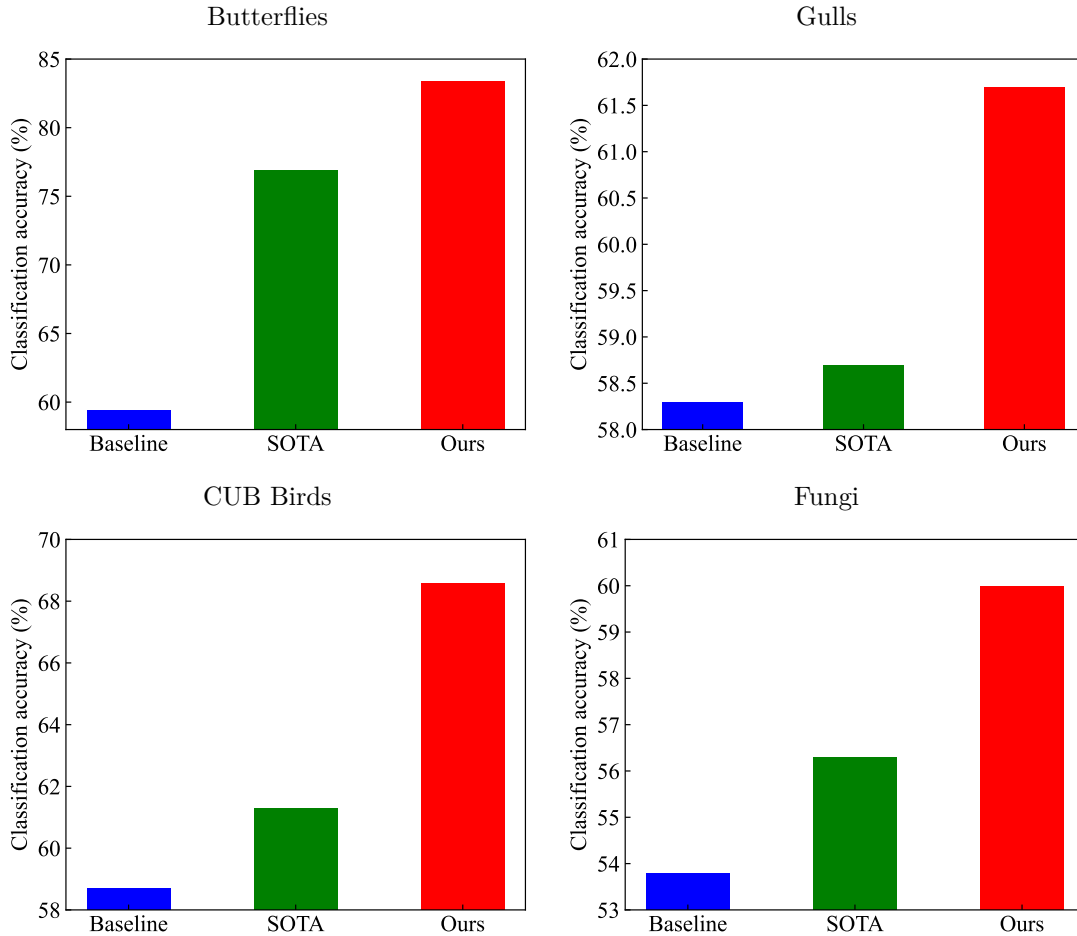 Butterflies
Classification accuracy (%)
85
80
75
70
65
60
Baseline SOTA Ours
Gulls
Classification accuracy (%)
62.0
61.5
61.0
60.5
60.0
59.5
59.0
58.5
58.0
Baseline SOTA Ours
CUB Birds
Classification accuracy (%)
70
68
66
64
62
60
58
Baseline SOTA Ours
Fungi
Classification accuracy (%)
61
60
59
58
57
56
55
54
53
Baseline SOTA Ours